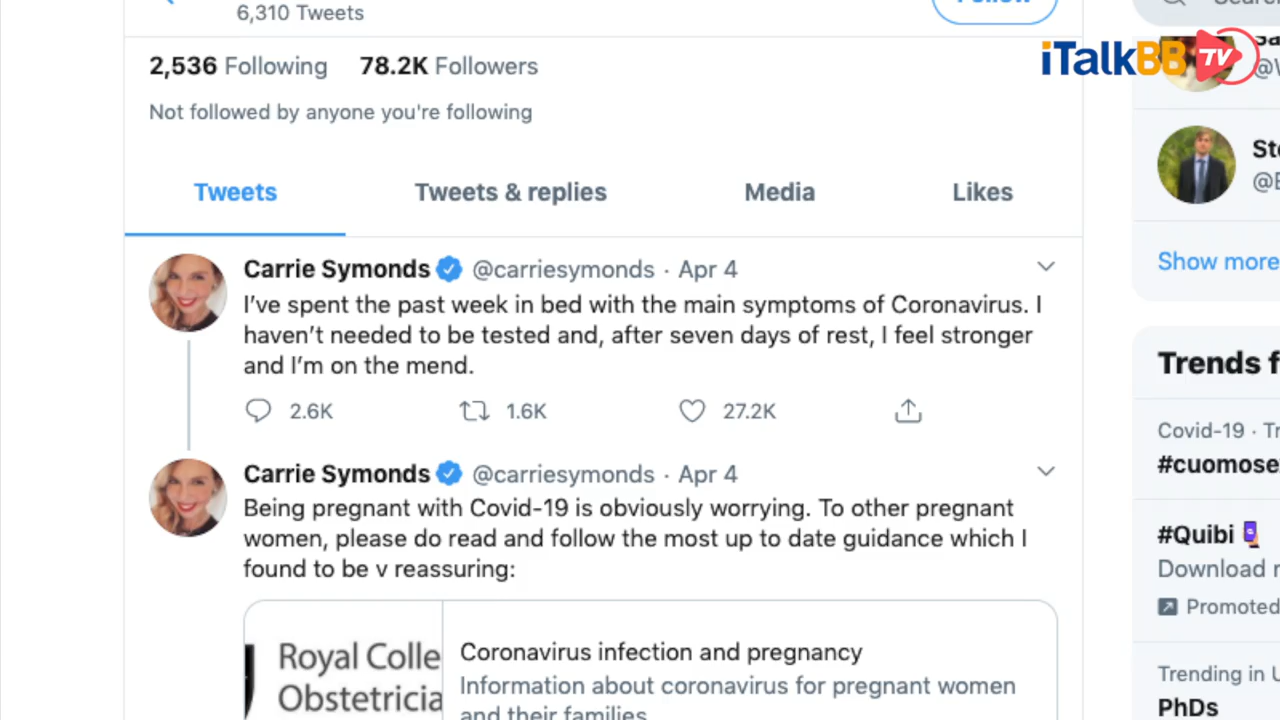 6,310 Tweets
Follow
2,536 Following 78.2K Followers
Not followed by anyone you're following
Tweets Tweets & replies Media Likes
Carrie Symonds @carriesymonds · Apr 4
I've spent the past week in bed with the main symptoms of Coronavirus. I
haven't needed to be tested and, after seven days of rest, I feel stronger
and I'm on the mend.
2.6K 1.6K 27.2K
Carrie Symonds @carriesymonds · Apr 4
Being pregnant with Covid-19 is obviously worrying. To other pregnant
women, please do read and follow the most up to date guidance which I
found to be v reassuring:
Royal Colle
Obstetricia
Coronavirus infection and pregnancy
Information about coronavirus for pregnant women
and their families
iTalkBB TV
Show more
Trends f
Covid-19 · Tr
#cuomose
#Quibi
Download
Promoted
Trending in U
PhDs